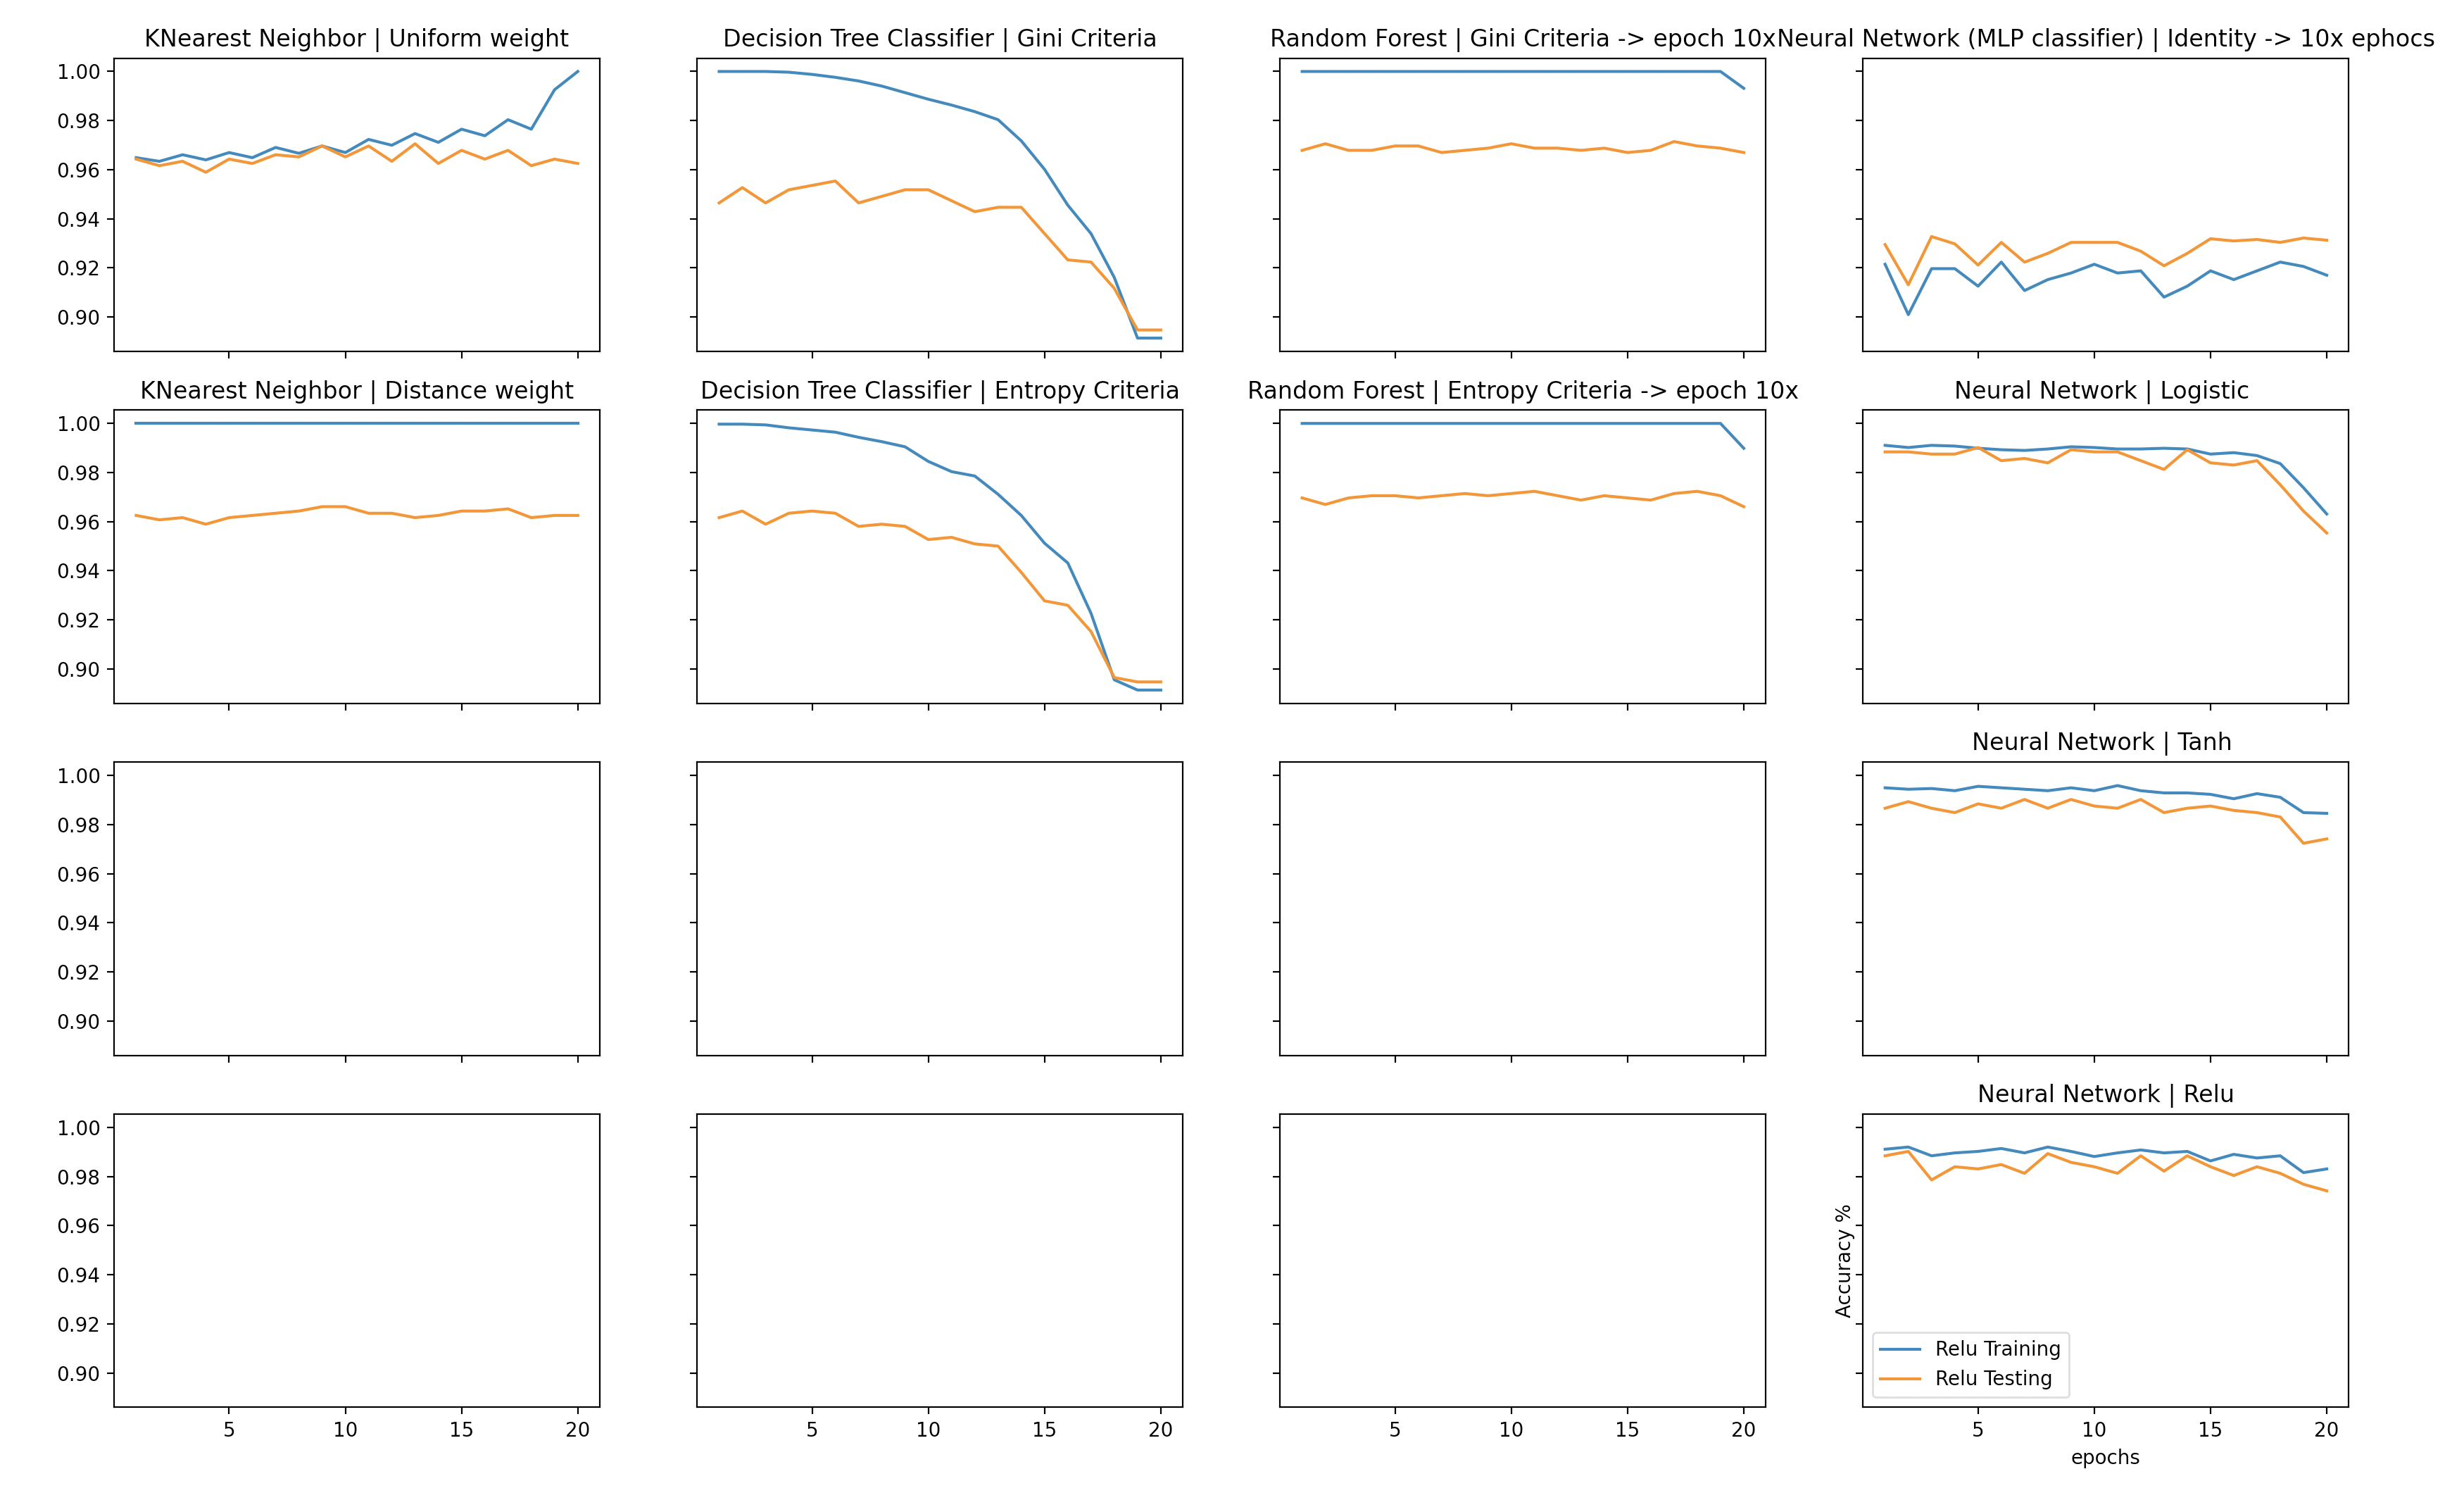 KNearest Neighbor | Uniform weight
Decision Tree Classifier | Gini Criteria
Random Forest | Gini Criteria -> epoch 10x
Neural Network (MLP classifier) | Identity -> 10x ephocs
1.00
0.98
0.96
0.94
0.92
0.90
KNearest Neighbor | Distance weight
Decision Tree Classifier | Entropy Criteria
Random Forest | Entropy Criteria -> epoch 10x
Neural Network | Logistic
1.00
0.98
0.96
0.94
0.92
0.90
Neural Network | Tanh
1.00
0.98
0.96
0.94
0.92
0.90
Neural Network | Relu
1.00
0.98
0.96
0.94
0.92
0.90
Accuracy %
Relu Training
Relu Testing
5 10 15 20
5 10 15 20
5 10 15 20
5 10 15 20
epochs